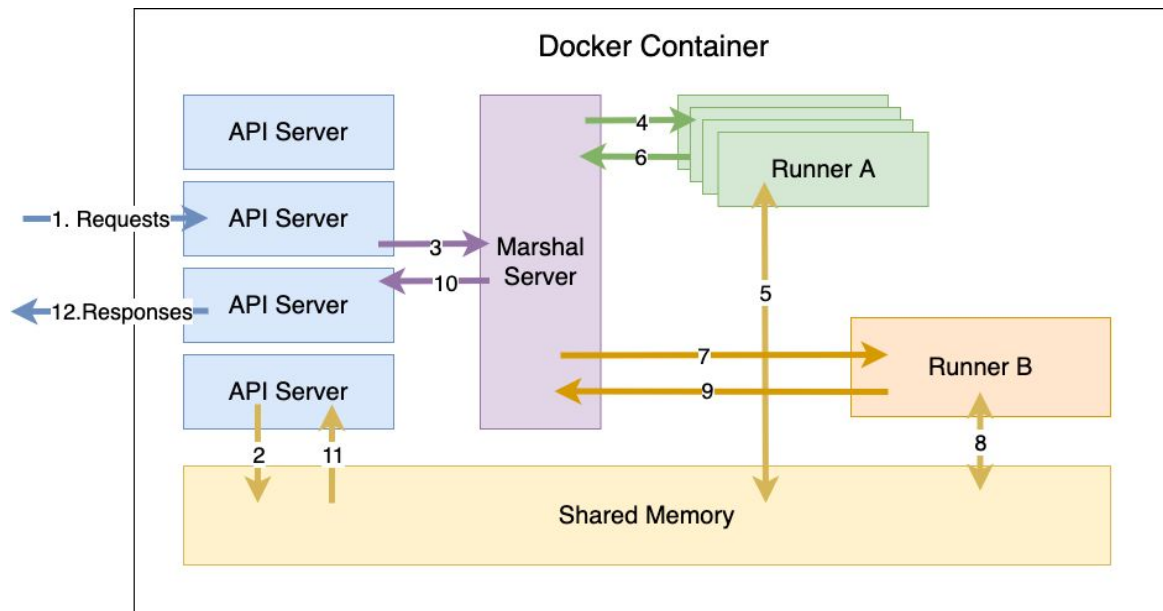 Docker Container
API Server
4
6
Runner A
1. Requests
API Server
3
Marshal
Server
10
12.Responses
API Server
5
7
Runner B
9
API Server
2
11
8
Shared Memory